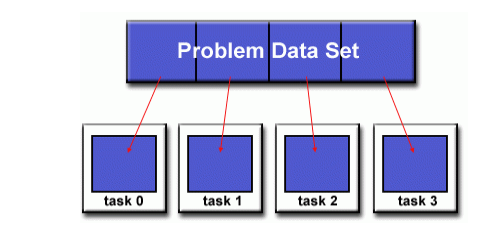 Problem Data Set
task 0
task 1
task 2
task 3